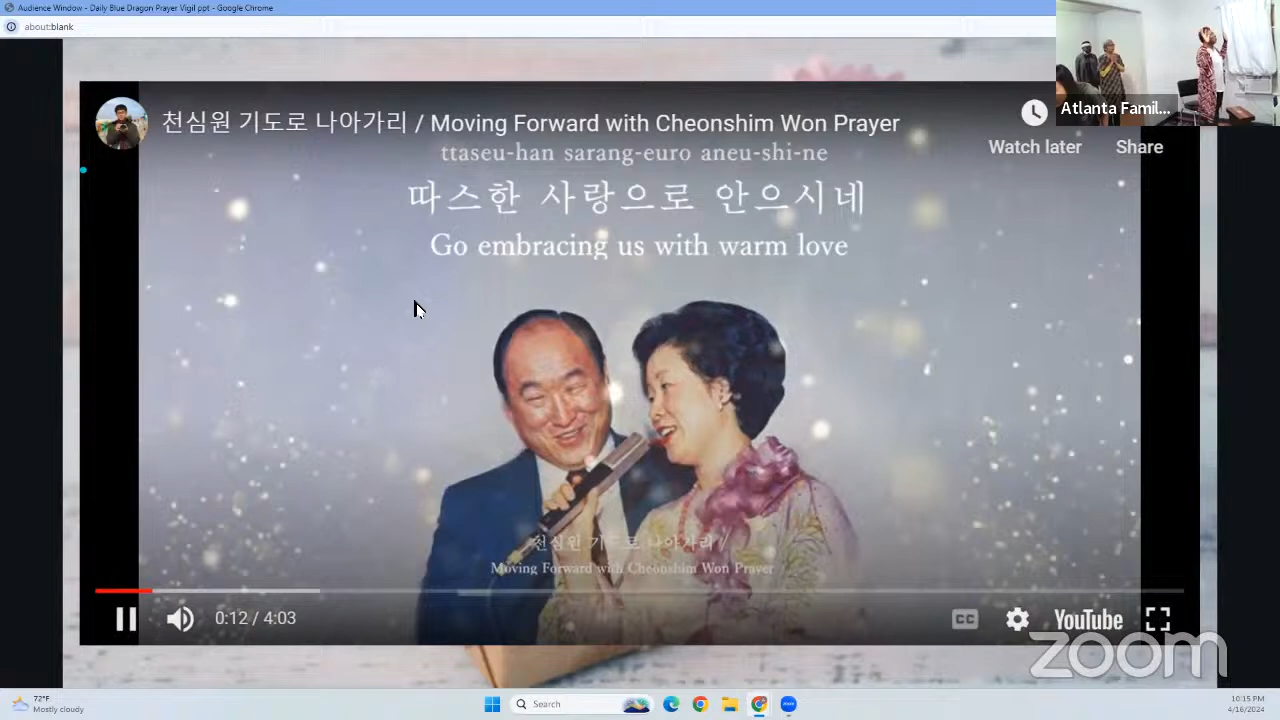 Audience Window - Daily Blue Dragon Prayer Vigil ppt - Google Chrome
about:blank
Atlanta Famil...
천심원 기도로 나아가리 / Moving Forward with Cheonshim Won Prayer
Watch later
Share
ttaseu-han sarang-euro aneu-shi-ne
따스한 사랑으로 안으시네
Go embracing us with warm love
천심원 기도로 나아가리 /
Moving Forward with Cheonshim Won Prayer
0:12 / 4:03
CC
YouTube
zoom
72°F
Mostly cloudy
Search
zoom
10:15 PM
4/16/2024